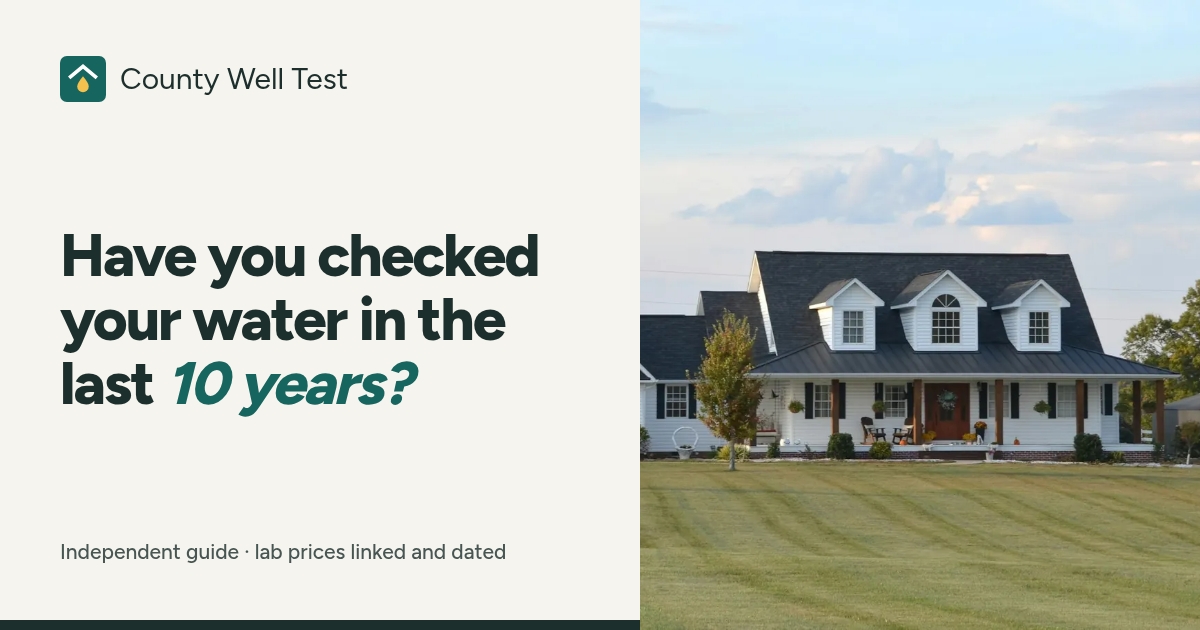 County Well Test
Have you checked
your water in the
last 10 years?
Independent guide · lab prices linked and dated